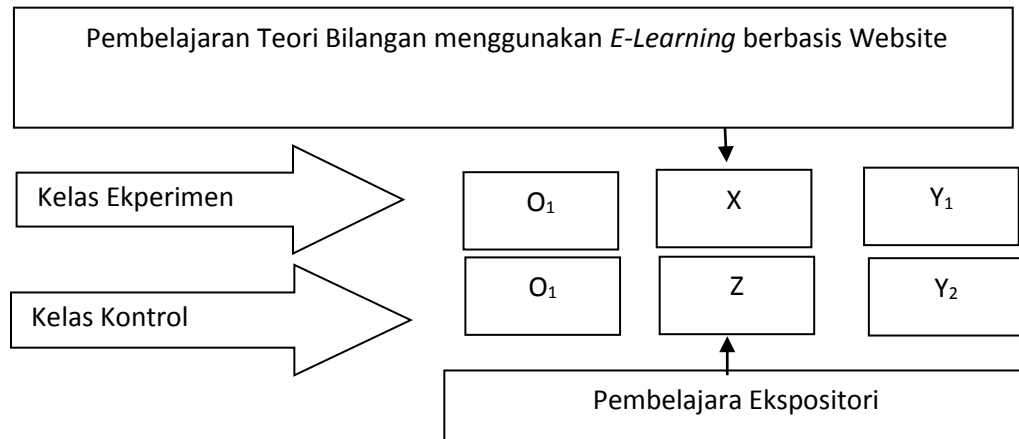 Pembelajaran Teori Bilangan menggunakan E-Learning berbasis Website
Kelas Ekperimen
O₁
X
Y₁
Kelas Kontrol
O₁
Z
Y₂
Pembelajara Ekspositori